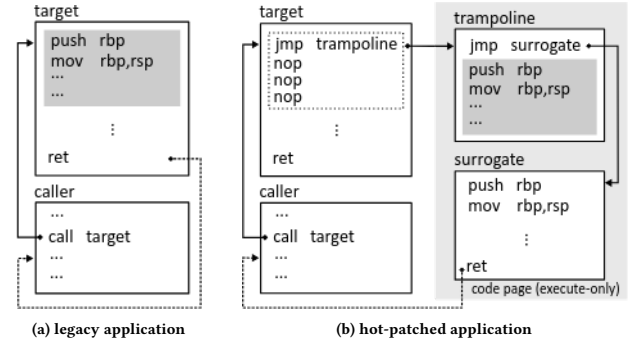 target
push rbp
mov rbp,rsp
...
...
⋮
ret
caller
...
call target
...
...
(a) legacy application
target
jmp trampoline
nop
nop
nop
⋮
ret
caller
...
call target
...
...
trampoline
jmp surrogate
push rbp
mov rbp,rsp
...
...
surrogate
push rbp
mov rbp,rsp
⋮
ret
code page (execute-only)
(b) hot-patched application